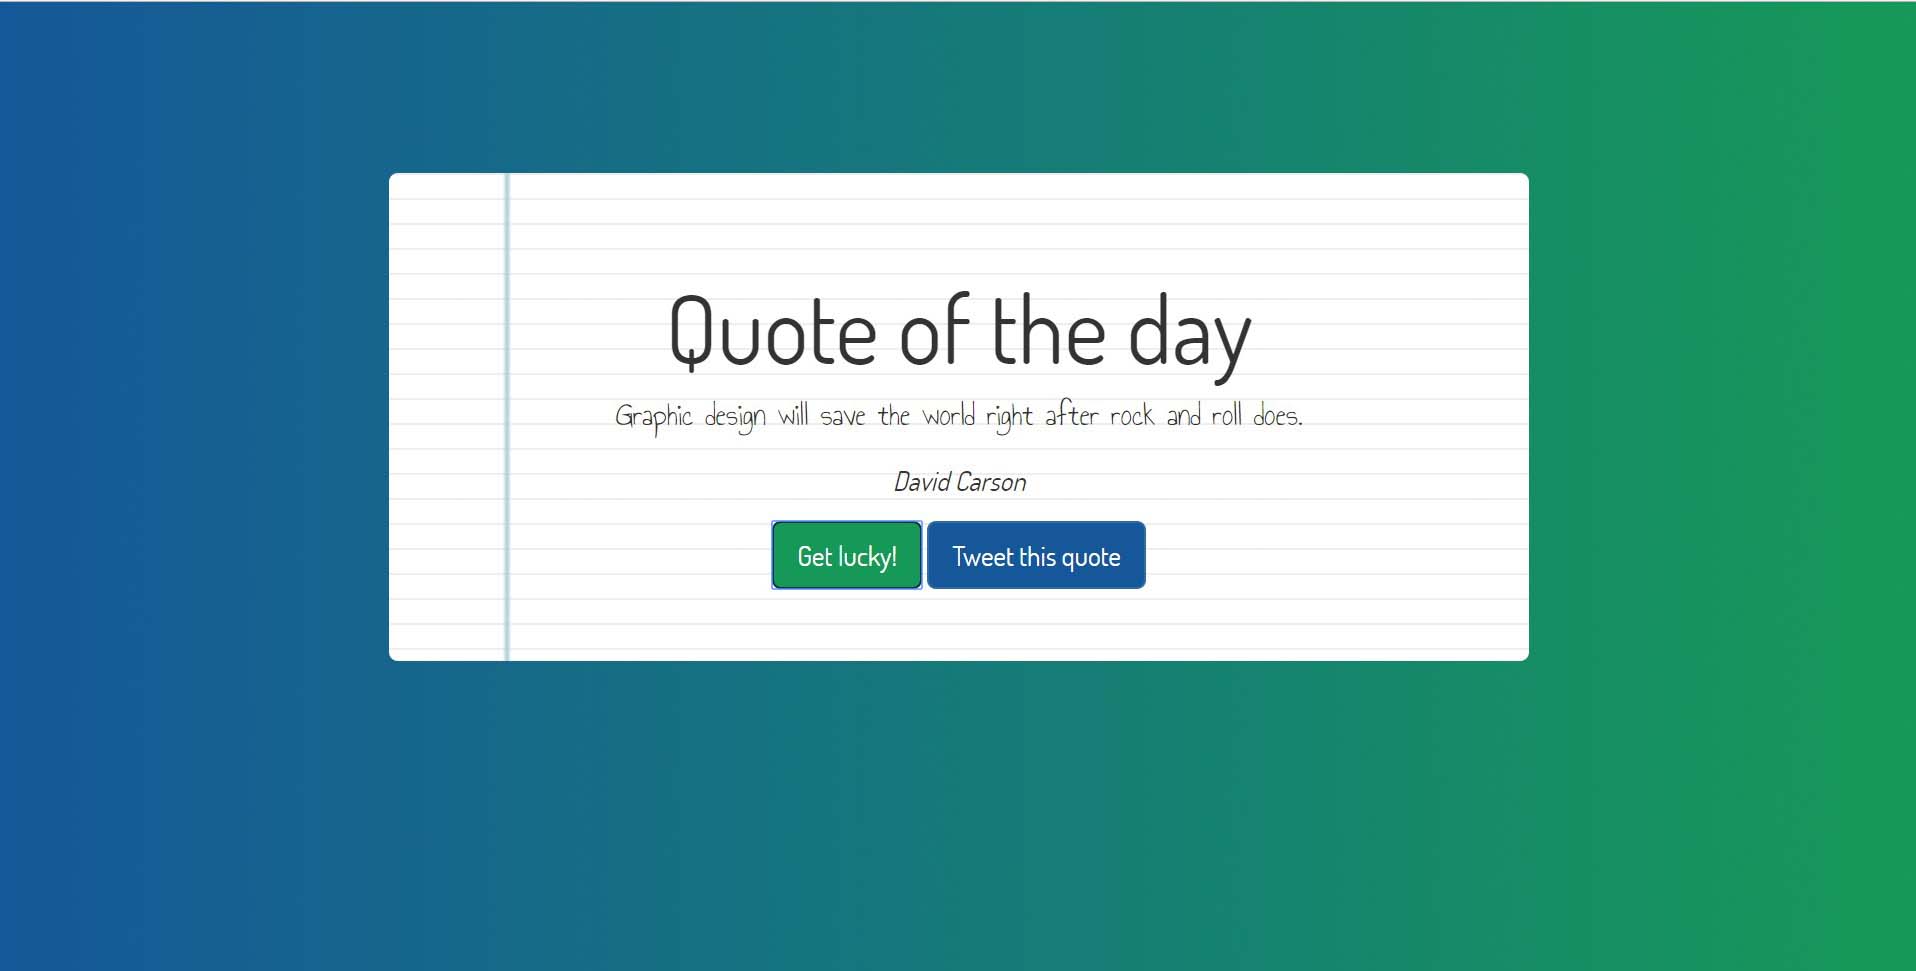 Quote of the day
Graphic design will save the world right after rock and roll does.
David Carson
Get lucky! Tweet this quote